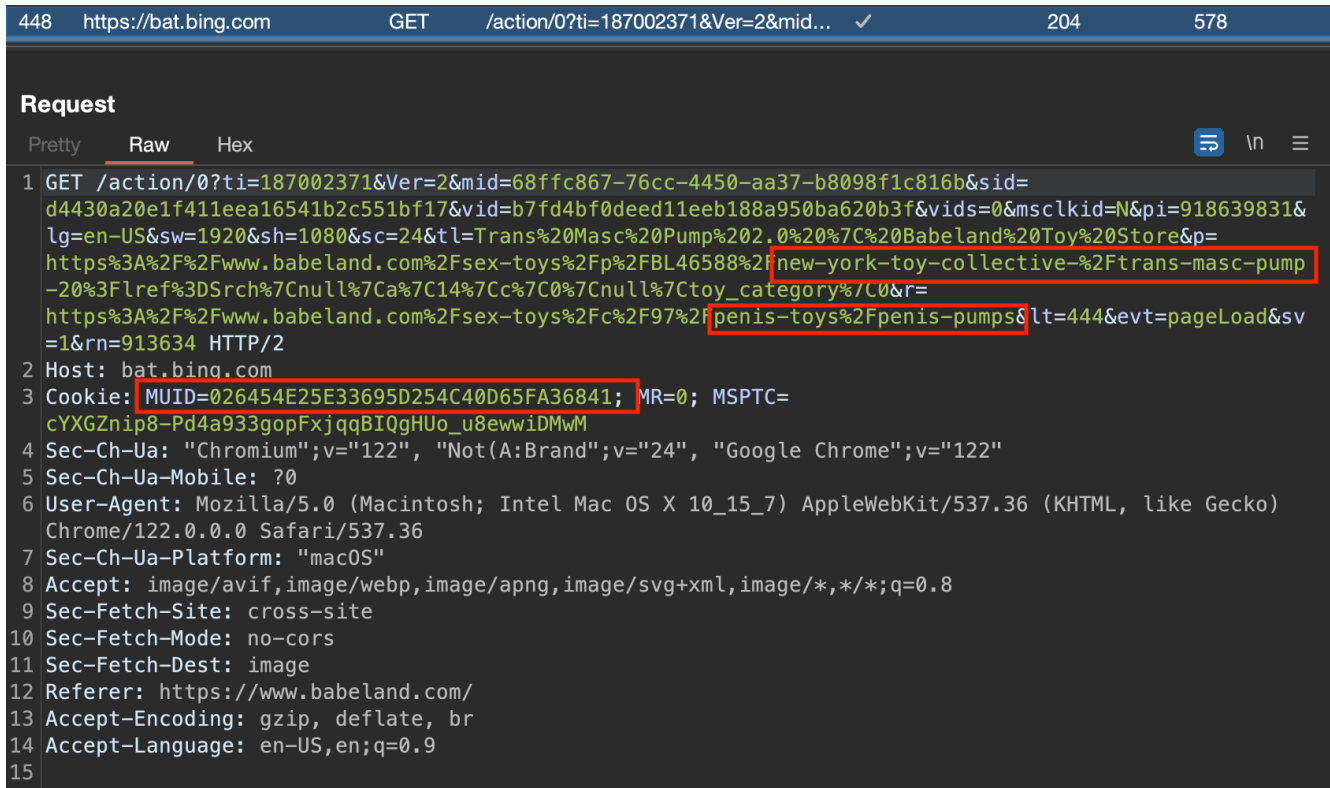 448 https://bat.bing.com GET /action/0?ti=187002371&Ver=2&mid... ✓ 204 578
Request
Pretty Raw Hex \n
1 GET /action/0?ti=187002371&Ver=2&mid=68ffc867-76cc-4450-aa37-b8098f1c816b&sid=
d4430a20e1f411eea16541b2c551bf17&vid=b7fd4bf0deed11eeb188a950ba620b3f&vids=0&msclkid=N&pi=918639831&
lg=en-US&sw=1920&sh=1080&sc=24&tl=Trans%20Masc%20Pump%202.0%20%7C%20Babeland%20Toy%20Store&p=
https%3A%2F%2Fwww.babeland.com%2Fsex-toys%2Fp%2FBL46588%2Fnew-york-toy-collective-%2Ftrans-masc-pump
-20%3Flref%3DSrch%7Cnull%7Ca%7C14%7Cc%7C0%7Cnull%7Ctoy_category%7C0&r=
https%3A%2F%2Fwww.babeland.com%2Fsex-toys%2Fc%2F97%2Fpenis-toys%2Fpenis-pumps&lt=444&evt=pageLoad&sv
=1&rn=913634 HTTP/2
2 Host: bat.bing.com
3 Cookie: MUID=026454E25E33695D254C40D65FA36841; MR=0; MSPTC=
cYXGZnip8-Pd4a933gopFxjqqBIQgHUo_u8ewwiDMwM
4 Sec-Ch-Ua: "Chromium";v="122", "Not(A:Brand";v="24", "Google Chrome";v="122"
5 Sec-Ch-Ua-Mobile: ?0
6 User-Agent: Mozilla/5.0 (Macintosh; Intel Mac OS X 10_15_7) AppleWebKit/537.36 (KHTML, like Gecko)
Chrome/122.0.0.0 Safari/537.36
7 Sec-Ch-Ua-Platform: "macOS"
8 Accept: image/avif,image/webp,image/apng,image/svg+xml,image/*,*/*;q=0.8
9 Sec-Fetch-Site: cross-site
10 Sec-Fetch-Mode: no-cors
11 Sec-Fetch-Dest: image
12 Referer: https://www.babeland.com/
13 Accept-Encoding: gzip, deflate, br
14 Accept-Language: en-US,en;q=0.9
15